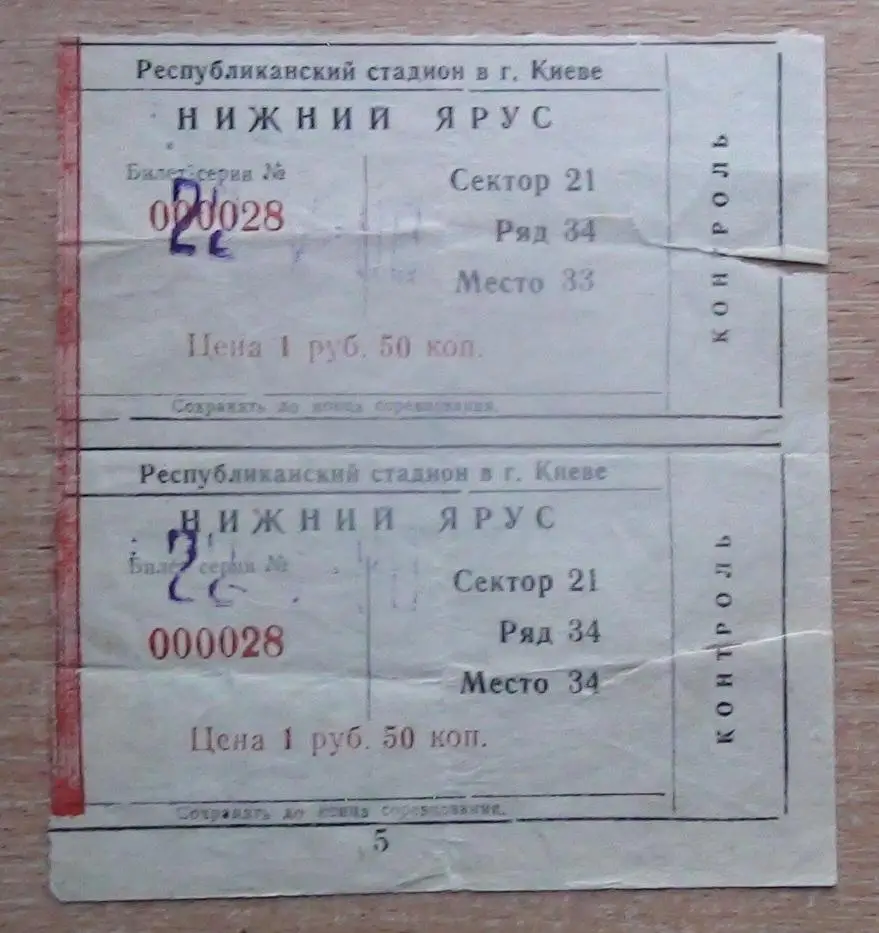 Республиканский стадион в г. Киеве
НИЖНИЙ ЯРУС
Билет серии №
000028
Сектор 21
Ряд 34
Место 33
Цена 1 руб. 50 коп.
Сохранять до конца соревнования.
КОНТРОЛЬ
Республиканский стадион в г. Киеве
НИЖНИЙ ЯРУС
Билет серии №
000028
Сектор 21
Ряд 34
Место 34
Цена 1 руб. 50 коп.
Сохранять до конца соревнования.
КОНТРОЛЬ
5